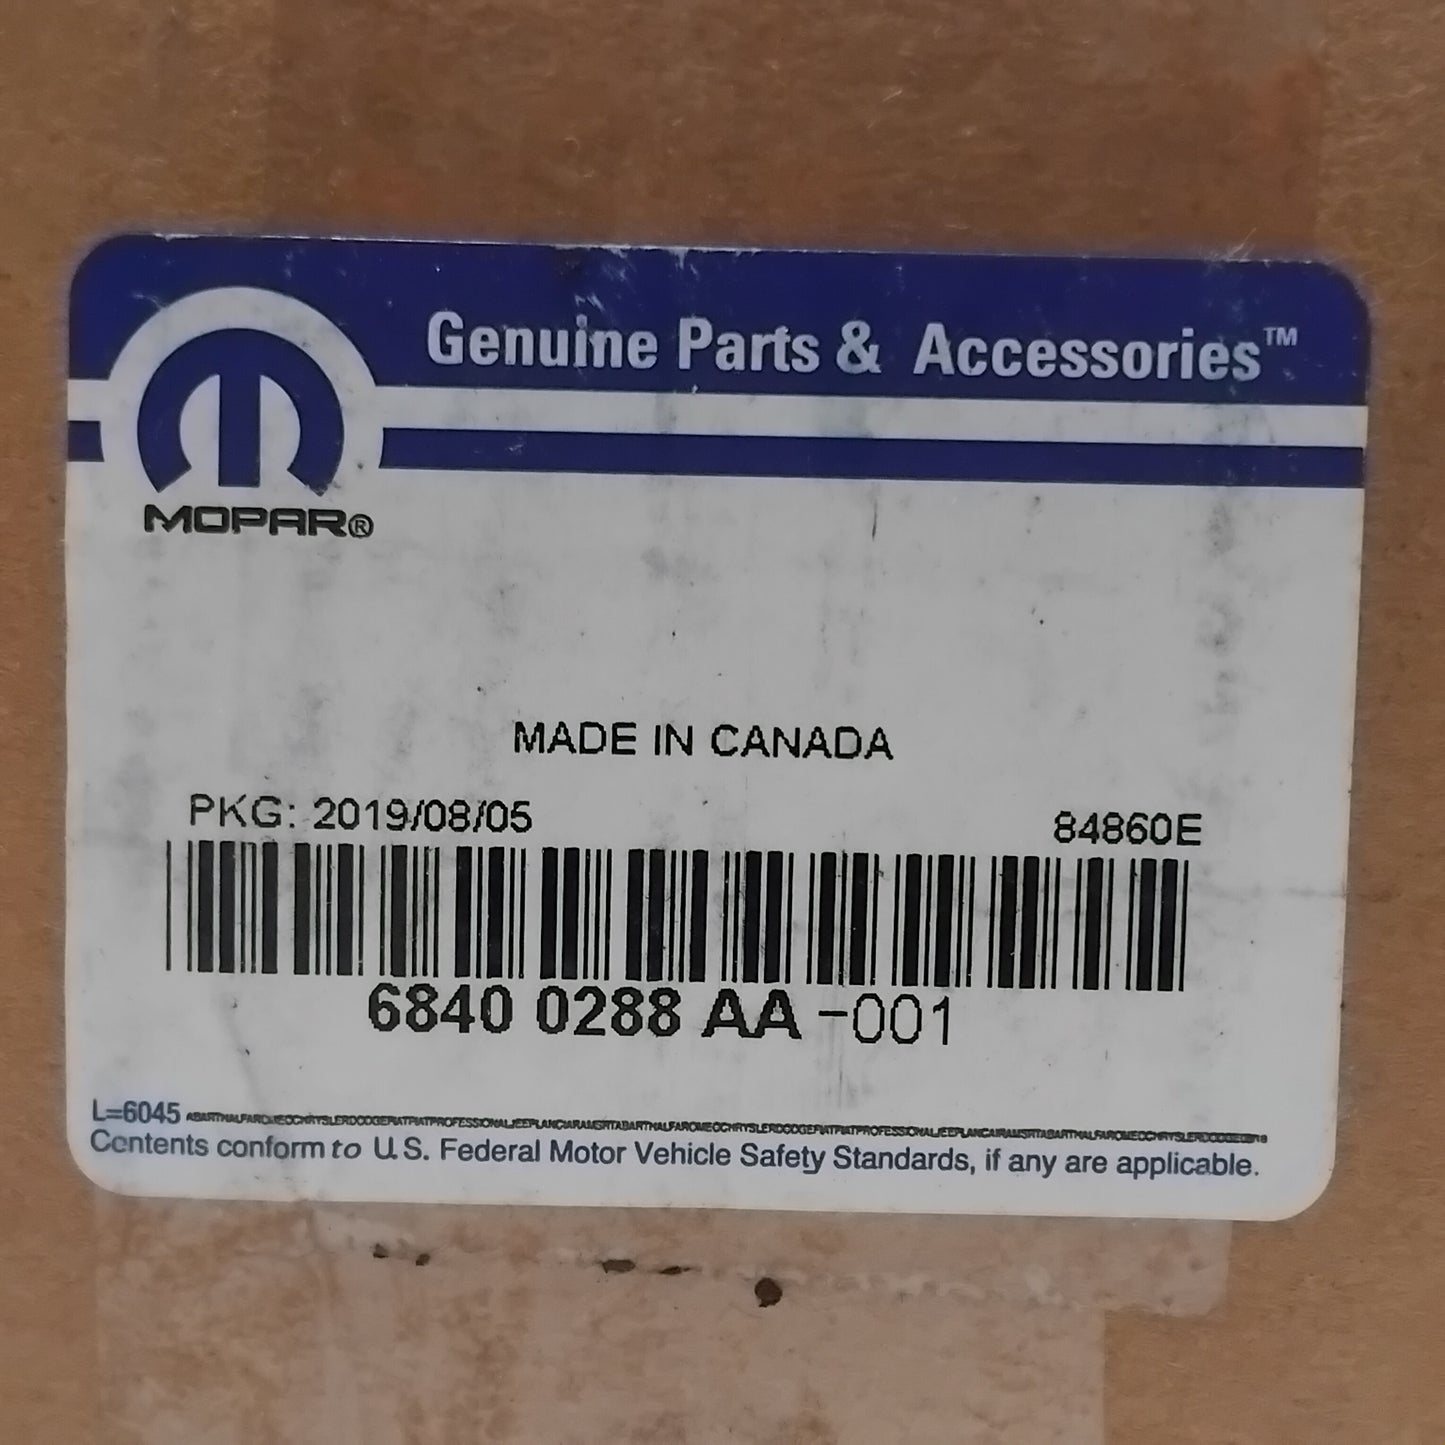 Genuine Parts & Accessories™
MOPAR®
MADE IN CANADA
PKG: 2019/08/05
84860E
6840 0288 AA -001
L=6045
Contents conform to U.S. Federal Motor Vehicle Safety Standards, if any are applicable.